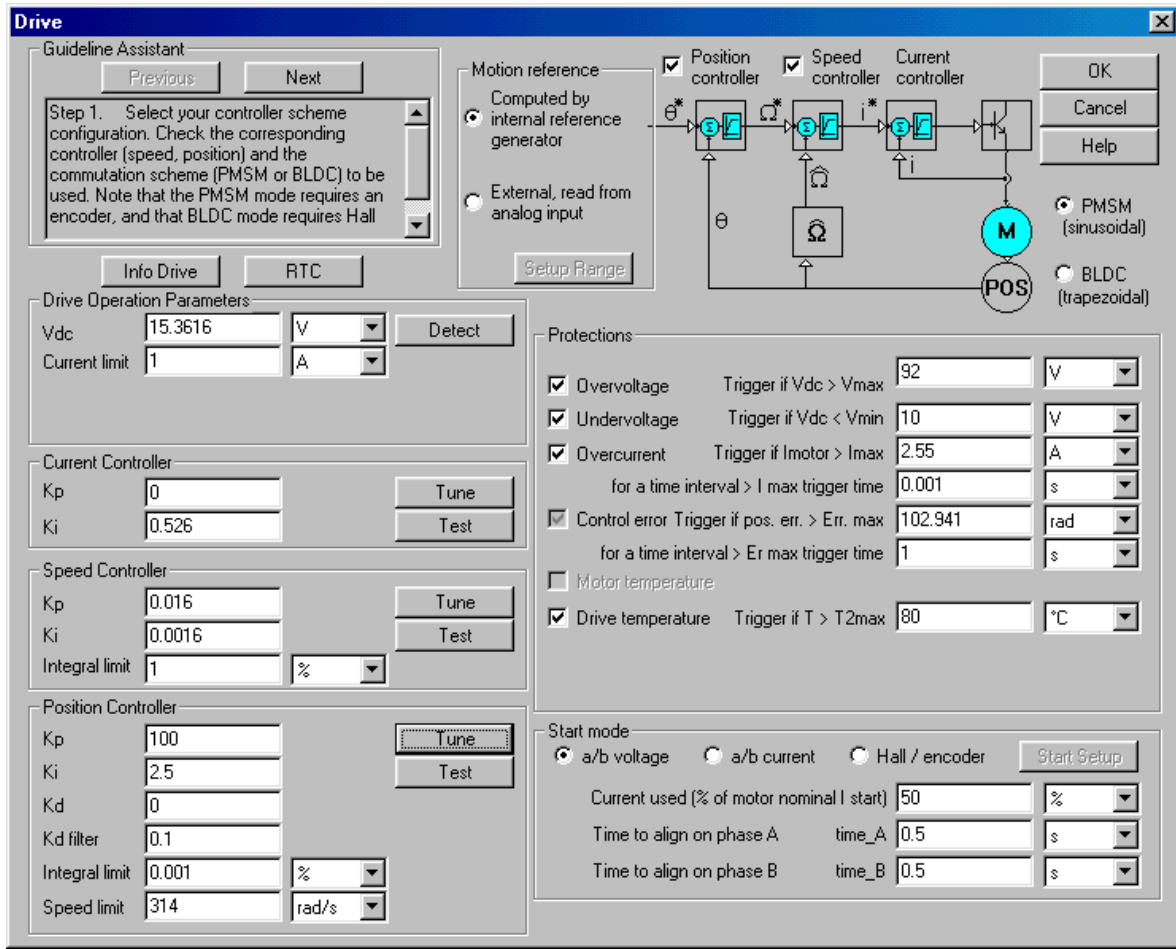 Drive
Guideline Assistant
Previous
Next
Step 1. Select your controller scheme
configuration. Check the corresponding
controller (speed, position) and the
commutation scheme (PMSM or BLDC) to be
used. Note that the PMSM mode requires an
encoder, and that BLDC mode requires Hall
Info Drive
RTC
Motion reference
Computed by
internal reference
generator
External, read from
analog input
Setup Range
Position
controller
Speed
controller
Current
controller
θ*
Ω*
i*
Σ
Σ
Σ
i
Ω̂
θ
Ω̂
M
POS
OK
Cancel
Help
PMSM
(sinusoidal)
BLDC
(trapezoidal)
Drive Operation Parameters
Vdc 15.3616 V Detect
Current limit 1 A
Current Controller
Kp 0 Tune
Ki 0.526 Test
Speed Controller
Kp 0.016 Tune
Ki 0.0016 Test
Integral limit 1 %
Position Controller
Kp 100 Tune
Ki 2.5 Test
Kd 0
Kd filter 0.1
Integral limit 0.001 %
Speed limit 314 rad/s
Protections
Overvoltage Trigger if Vdc > Vmax 92 V
Undervoltage Trigger if Vdc < Vmin 10 V
Overcurrent Trigger if Imotor > Imax 2.55 A
for a time interval > I max trigger time 0.001 s
Control error Trigger if pos. err. > Err. max 102.941 rad
for a time interval > Er max trigger time 1 s
Motor temperature
Drive temperature Trigger if T > T2max 80 °C
Start mode
a/b voltage a/b current Hall / encoder Start Setup
Current used (% of motor nominal I start) 50 %
Time to align on phase A time_A 0.5 s
Time to align on phase B time_B 0.5 s